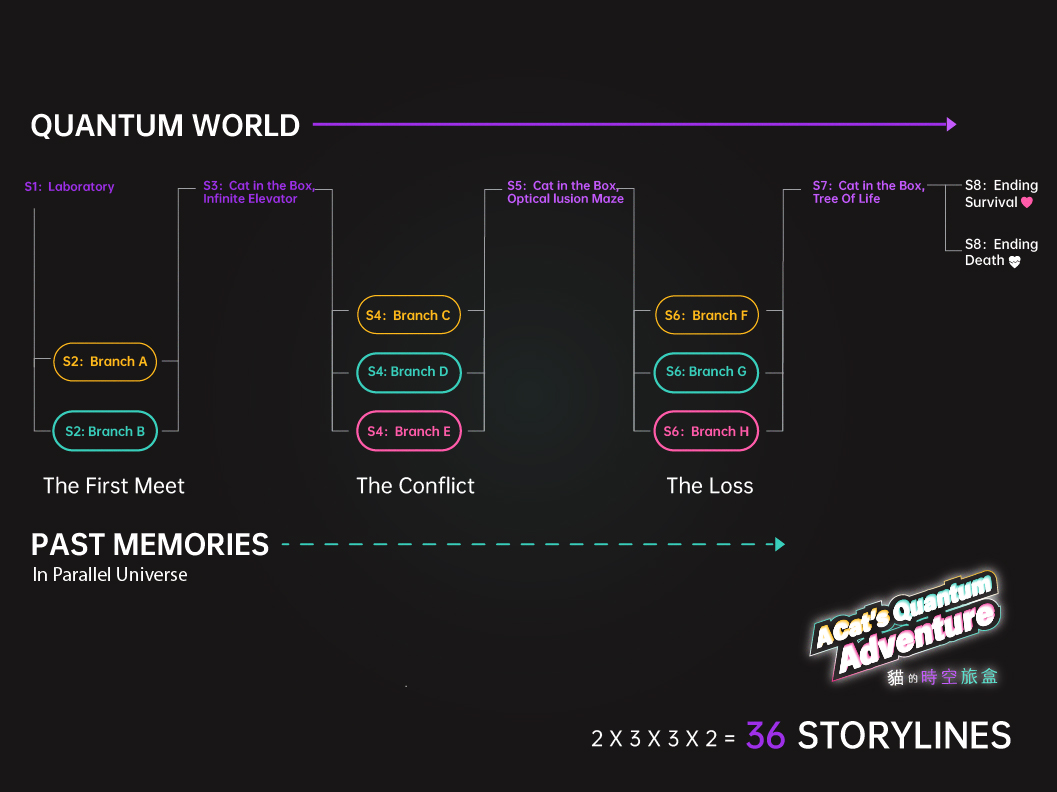 QUANTUM WORLD
S1: Laboratory
S3: Cat in the Box,
Infinite Elevator
S5: Cat in the Box,
Optical lusion Maze
S7: Cat in the Box,
Tree Of Life
S8: Ending
Survival
S8: Ending
Death
S2: Branch A
S2: Branch B
S4: Branch C
S4: Branch D
S4: Branch E
S6: Branch F
S6: Branch G
S6: Branch H
The First Meet
The Conflict
The Loss
PAST MEMORIES
In Parallel Universe
A Cat's Quantum
Adventure
貓的時空旅盒
2 X 3 X 3 X 2 = 36 STORYLINES